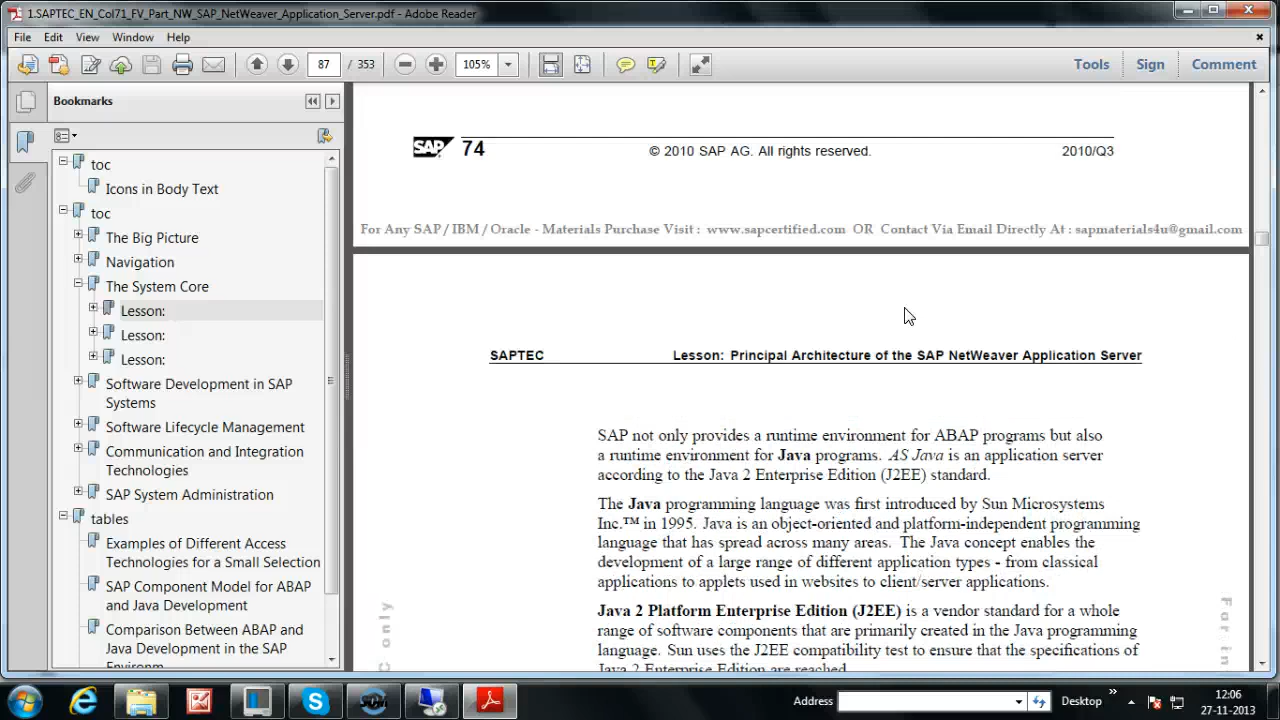 1.SAPTEC_EN_Col71_FV_Part_NW_SAP_NetWeaver_Application_Server.pdf - Adobe Reader
File Edit View Window Help
87 / 353 105% Tools Sign Comment
Bookmarks
toc
Icons in Body Text
toc
The Big Picture
Navigation
The System Core
Lesson:
Lesson:
Lesson:
Software Development in SAP
Systems
Software Lifecycle Management
Communication and Integration
Technologies
SAP System Administration
tables
Examples of Different Access
Technologies for a Small Selection
SAP Component Model for ABAP
and Java Development
Comparison Between ABAP and
Java Development in the SAP
Environm
SAP 74 © 2010 SAP AG. All rights reserved. 2010/Q3
For Any SAP / IBM / Oracle - Materials Purchase Visit : www.sapcertified.com OR Contact Via Email Directly At : sapmaterials4u@gmail.com
SAPTEC Lesson: Principal Architecture of the SAP NetWeaver Application Server
SAP not only provides a runtime environment for ABAP programs but also
a runtime environment for Java programs. AS Java is an application server
according to the Java 2 Enterprise Edition (J2EE) standard.
The Java programming language was first introduced by Sun Microsystems
Inc.™ in 1995. Java is an object-oriented and platform-independent programming
language that has spread across many areas. The Java concept enables the
development of a large range of different application types - from classical
applications to applets used in websites to client/server applications.
Java 2 Platform Enterprise Edition (J2EE) is a vendor standard for a whole
range of software components that are primarily created in the Java programming
language. Sun uses the J2EE compatibility test to ensure that the specifications of
Java 2 Enterprise Edition are reached.
C only
For in
Address Desktop 12:06
27-11-2013